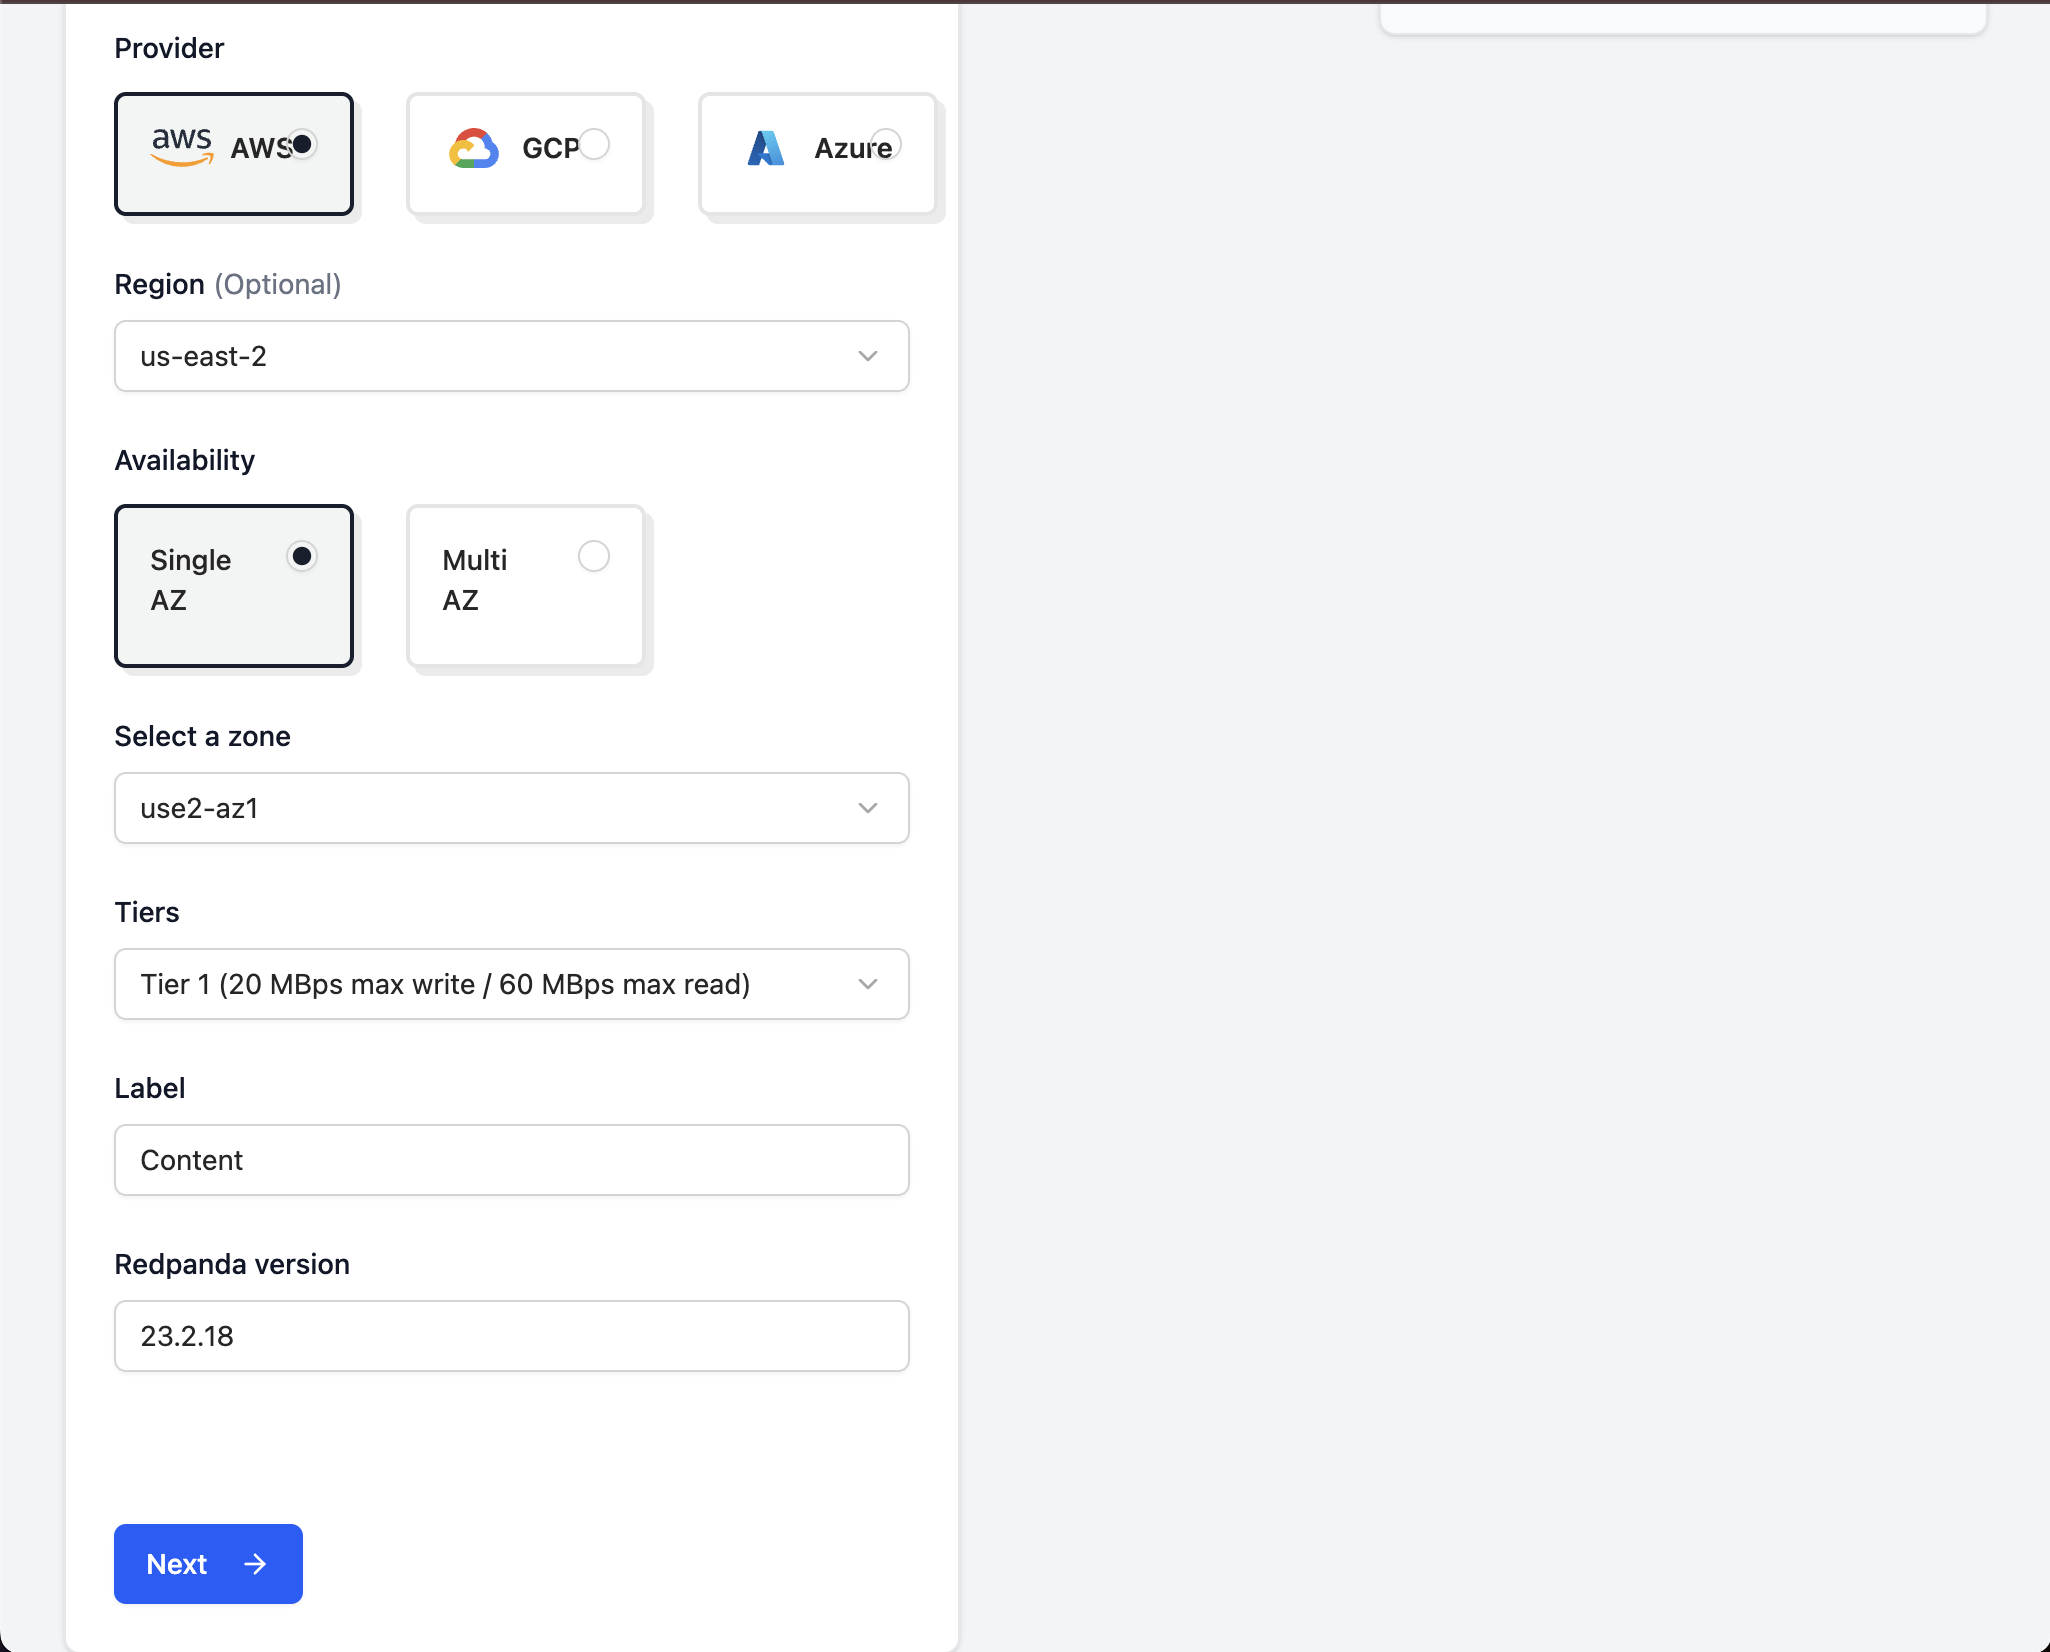 Provider
aws AWS
GCP
Azure
Region (Optional)
us-east-2
Availability
Single
AZ
Multi
AZ
Select a zone
use2-az1
Tiers
Tier 1 (20 MBps max write / 60 MBps max read)
Label
Content
Redpanda version
23.2.18
Next